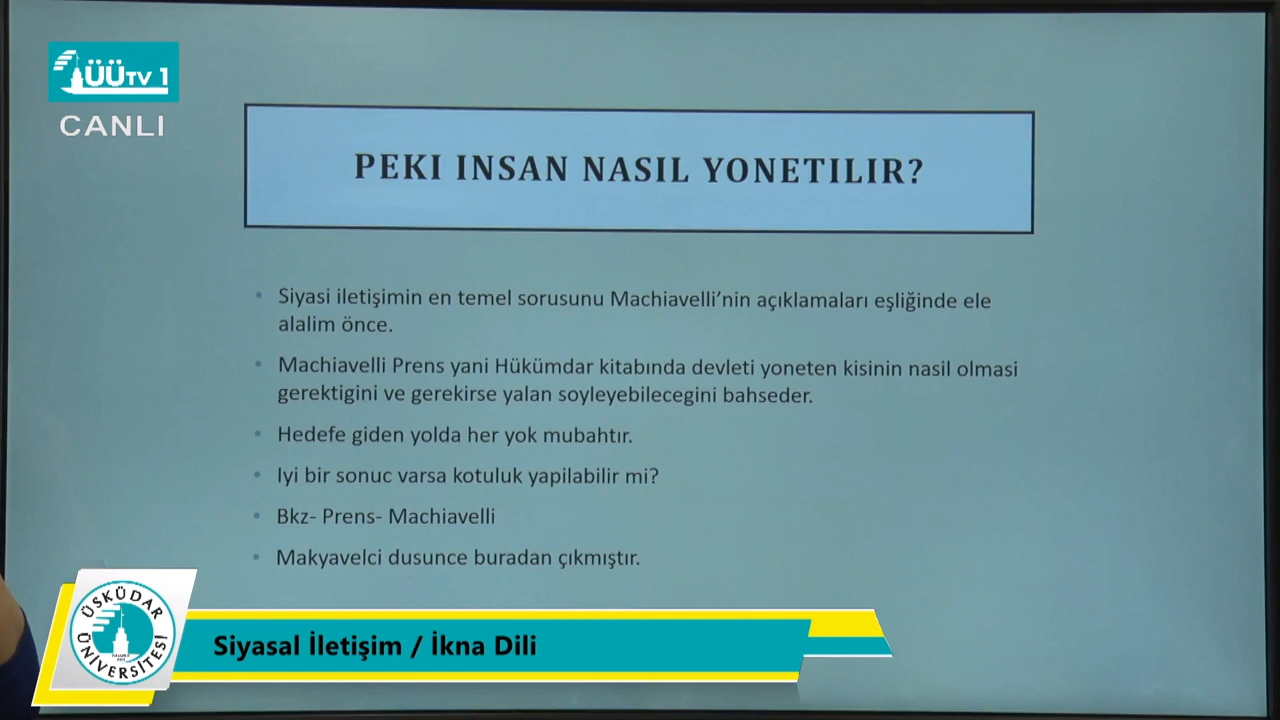 ÜÜTV 1
CANLI
PEKI INSAN NASIL YONETILIR?
• Siyasi iletişimin en temel sorusunu Machiavelli’nin açıklamaları eşliğinde ele
alalim önce.
• Machiavelli Prens yani Hükümdar kitabında devleti yoneten kisinin nasil olmasi
gerektigini ve gerekirse yalan soyleyebilecegini bahseder.
• Hedefe giden yolda her yok mubahtır.
• Iyi bir sonuc varsa kotuluk yapilabilir mi?
• Bkz- Prens- Machiavelli
• Makyavelci dusunce buradan çıkmıştır.
ÜSKÜDAR
ÜNİVERSİTESİ
Siyasal İletişim / İkna Dili